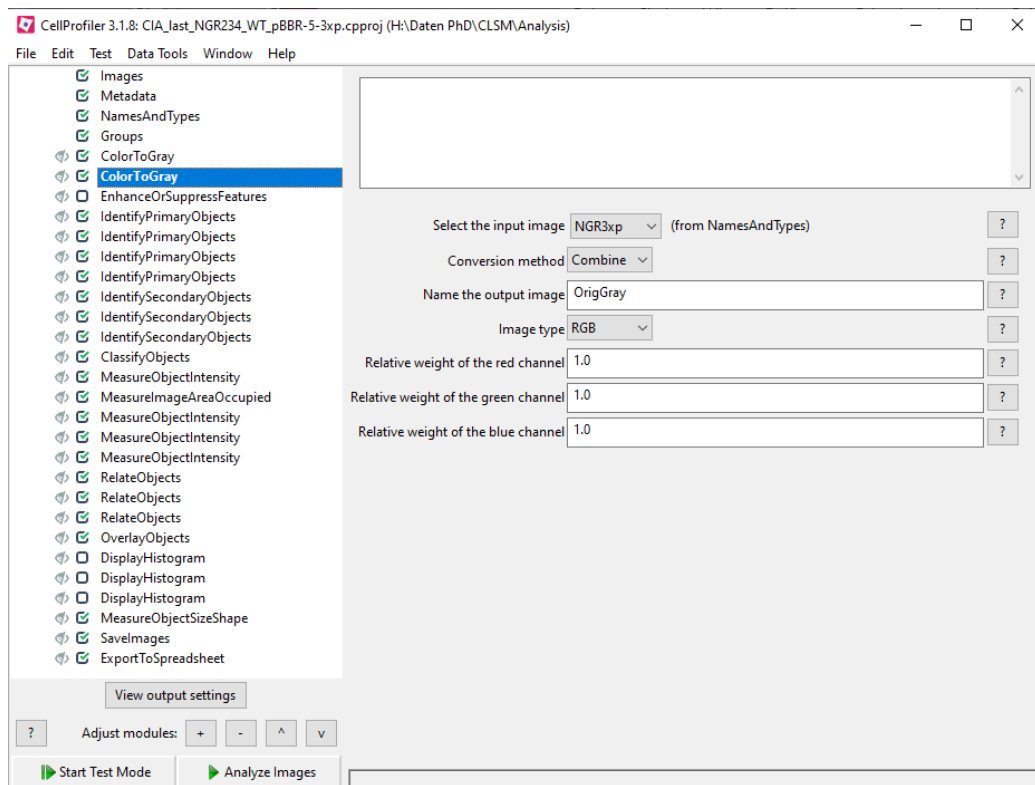 CellProfiler 3.1.8: CIA_last_NGR234_WT_pBBR-5-3xp.cpproj (H:\Daten PhD\CLSM\Analysis)
File Edit Test Data Tools Window Help
Images
Metadata
NamesAndTypes
Groups
ColorToGray
ColorToGray
EnhanceOrSuppressFeatures
IdentifyPrimaryObjects
IdentifyPrimaryObjects
IdentifyPrimaryObjects
IdentifyPrimaryObjects
IdentifySecondaryObjects
IdentifySecondaryObjects
IdentifySecondaryObjects
ClassifyObjects
MeasureObjectIntensity
MeasureImageAreaOccupied
MeasureObjectIntensity
MeasureObjectIntensity
MeasureObjectIntensity
RelateObjects
RelateObjects
RelateObjects
OverlayObjects
DisplayHistogram
DisplayHistogram
DisplayHistogram
MeasureObjectSizeShape
SaveImages
ExportToSpreadsheet
View output settings
? Adjust modules: + - ^ v
Start Test Mode Analyze Images
Select the input image NGR3xp (from NamesAndTypes) ?
Conversion method Combine ?
Name the output image OrigGray ?
Image type RGB ?
Relative weight of the red channel 1.0 ?
Relative weight of the green channel 1.0 ?
Relative weight of the blue channel 1.0 ?